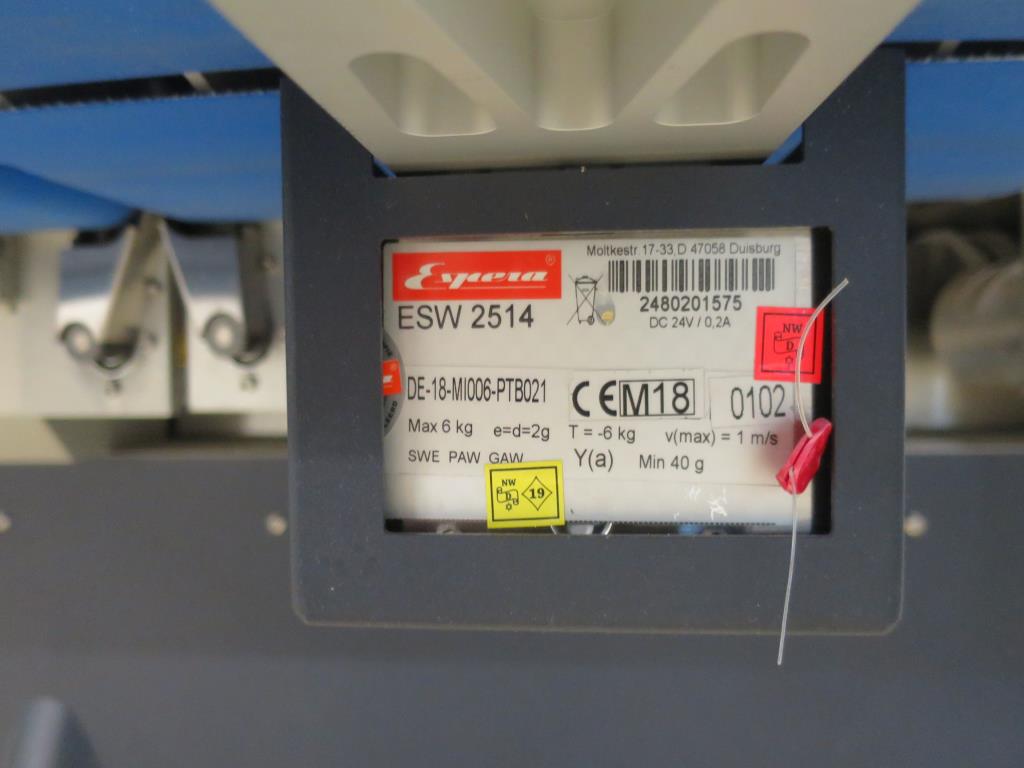 Espera®
Moltkestr. 17-33, D 47058 Duisburg
ESW 2514
2480201575
DC 24V / 0,2A
NW
D
DE-18-MI006-PTB021
CE M18
0102
Max 6 kg e=d=2g T = -6 kg v(max) = 1 m/s
SWE PAW GAW Y(a) Min 40 g
NW
D
19